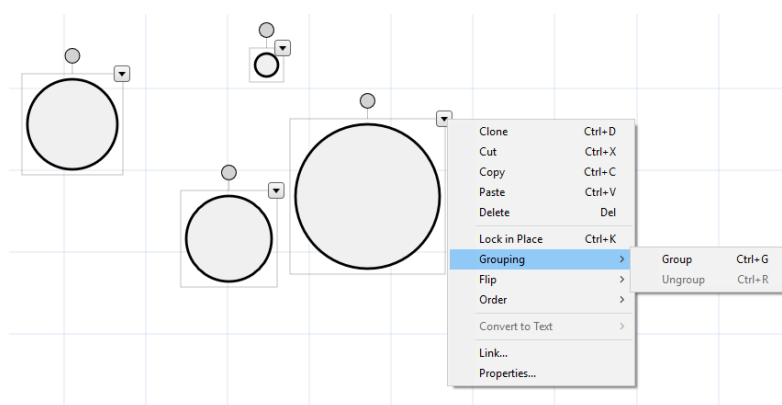 Clone Ctrl+D
Cut Ctrl+X
Copy Ctrl+C
Paste Ctrl+V
Delete Del
Lock in Place Ctrl+K
Grouping
Group Ctrl+G
Flip
Ungroup Ctrl+R
Order
Convert to Text
Link...
Properties...